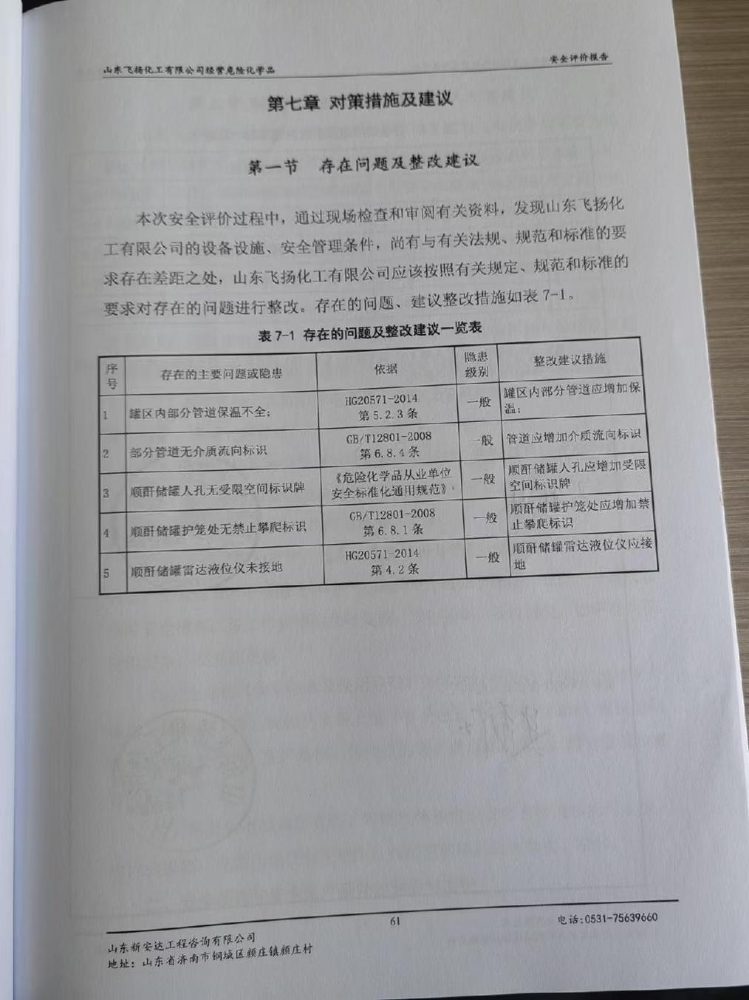 山东飞扬化工有限公司经营危险化学品
安全评价报告
第七章 对策措施及建议
第一节 存在问题及整改建议
本次安全评价过程中，通过现场检查和审阅有关资料，发现山东飞扬化
工有限公司的设备设施、安全管理条件，尚有与有关法规、规范和标准的要
求存在差距之处，山东飞扬化工有限公司应该按照有关规定、规范和标准的
要求对存在的问题进行整改。存在的问题、建议整改措施如表 7-1。
表 7-1 存在的问题及整改建议一览表
序号 存在的主要问题或隐患 依据 隐患级别 整改建议措施
1 罐区内部分管道保温不全； HG20571-2014 第 5.2.3 条 一般 罐区内部分管道应增加保温；
2 部分管道无介质流向标识 GB/T12801-2008 第 6.8.4 条 一般 管道应增加介质流向标识
3 顺酐储罐人孔无受限空间标识牌 《危险化学品从业单位安全标准化通用规范》 一般 顺酐储罐人孔应增加受限空间标识牌
4 顺酐储罐护笼处无禁止攀爬标识 GB/T12801-2008 第 6.8.1 条 一般 顺酐储罐护笼处应增加禁止攀爬标识
5 顺酐储罐雷达液位仪未接地 HG20571-2014 第 4.2 条 一般 顺酐储罐雷达液位仪应接地
61
电话:0531-75639660
山东新安达工程咨询有限公司
地址：山东省济南市钢城区颜庄镇颜庄村